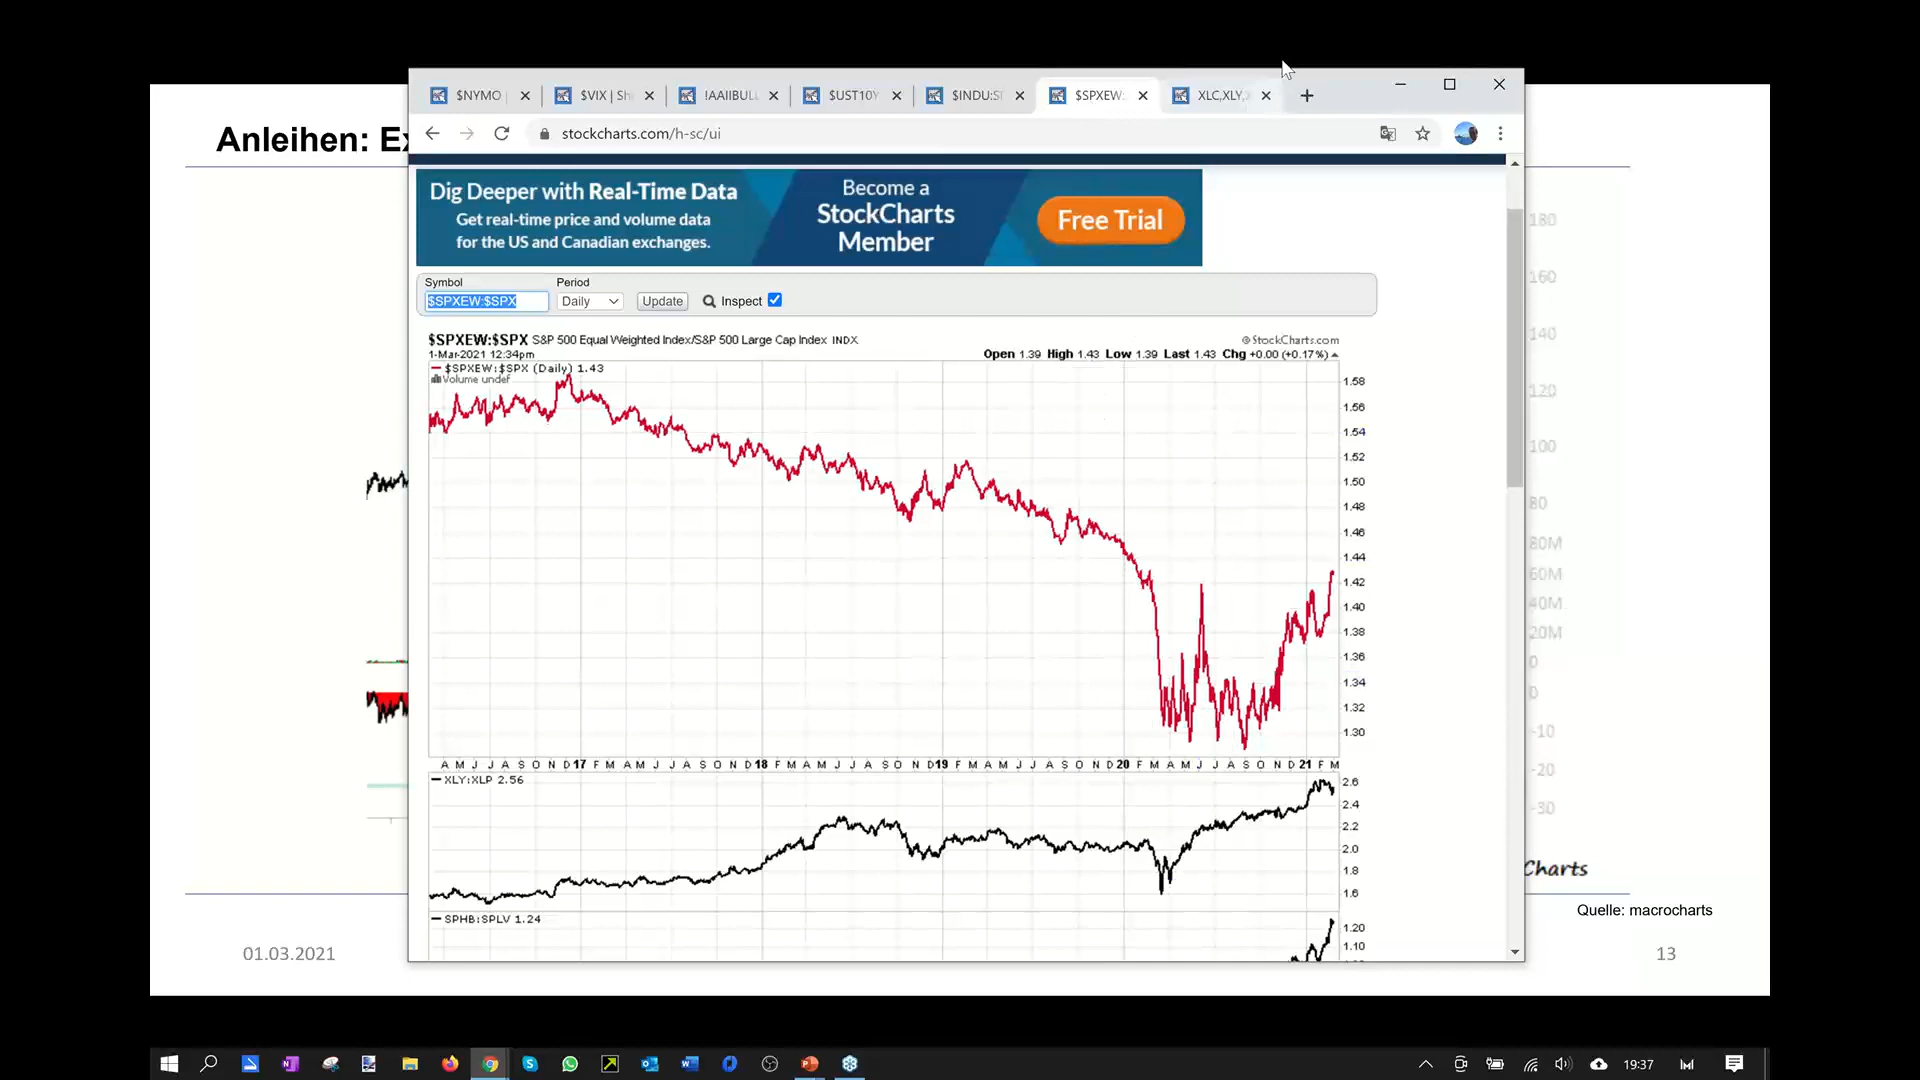 $NYMO
$VIX | Sh
!AAIIBULL
$UST10Y
$INDU:S
$SPXEW:
XLC,XLY,
stockcharts.com/h-sc/ui
Anleihen: Ex
Dig Deeper with Real-Time Data
Get real-time price and volume data
for the US and Canadian exchanges.
Become a
StockCharts
Member
Free Trial
Symbol
Period
$SPXEW:$SPX
Daily
Update
Inspect
$SPXEW:$SPX S&P 500 Equal Weighted Index/S&P 500 Large Cap Index INDX
© StockCharts.com
1-Mar-2021 12:34pm
Open 1.39 High 1.43 Low 1.39 Last 1.43 Chg +0.00 (+0.17%)
$SPXEW:$SPX (Daily) 1.43
Volume undef
1.58
1.56
1.54
1.52
1.50
1.48
1.46
1.44
1.42
1.40
1.38
1.36
1.34
1.32
1.30
A M J J A S O N D 17 F M A M J J A S O N D 18 F M A M J J A S O N D 19 F M A M J J A S O N D 20 F M A M J J A S O N D 21 F M
XLY:XLP 2.56
2.6
2.4
2.2
2.0
1.8
1.6
SPHB:SPLV 1.24
1.20
1.10
180
160
140
120
100
80
80M
60M
40M
20M
0
0
-10
-20
-30
Charts
Quelle: macrocharts
01.03.2021
13
19:37